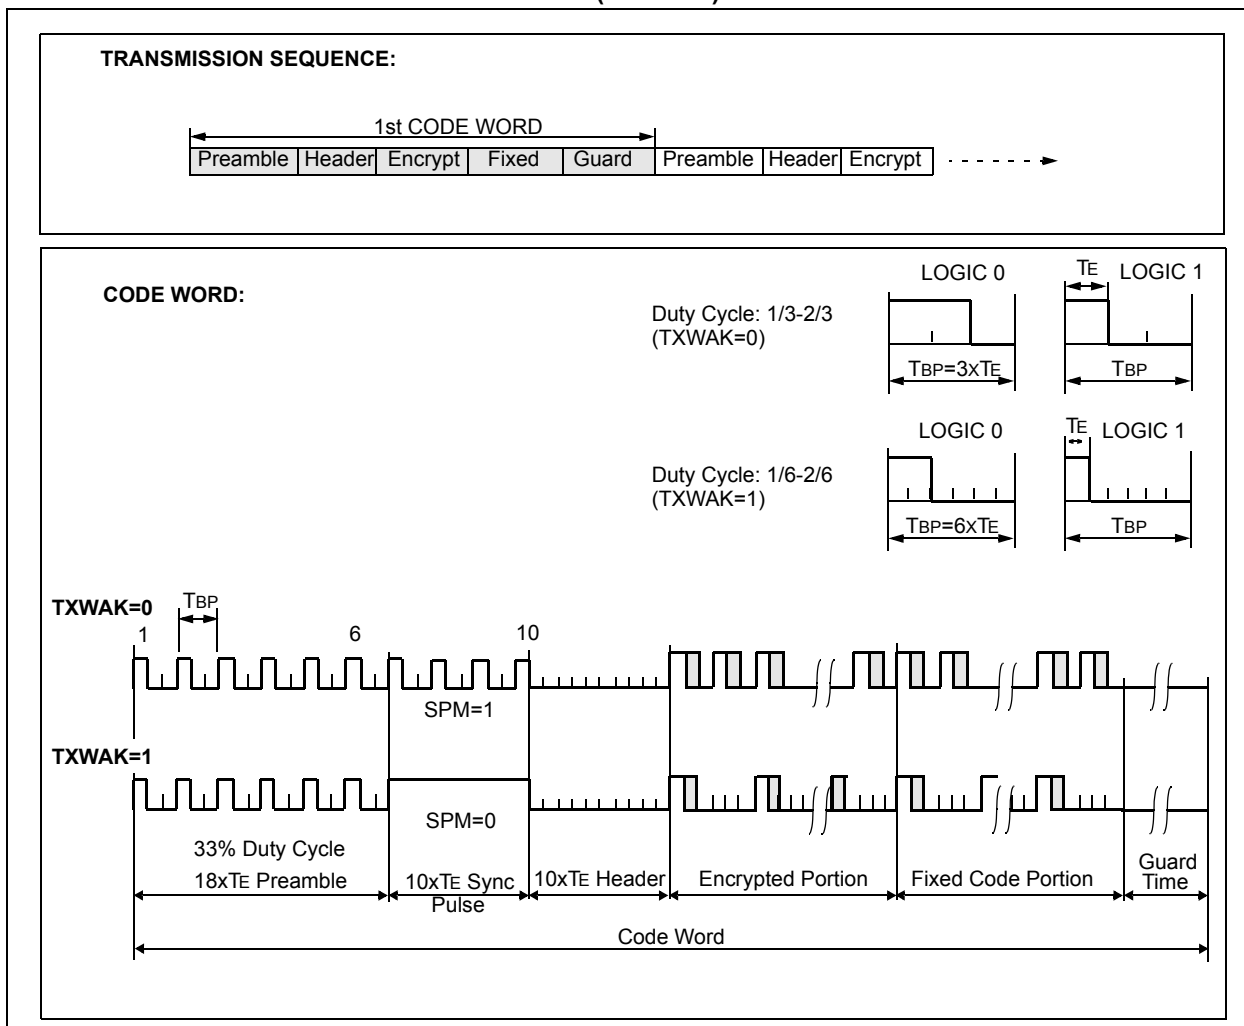 TRANSMISSION SEQUENCE:
1st CODE WORD
Preamble Header Encrypt Fixed Guard Preamble Header Encrypt
CODE WORD:
LOGIC 0 TE LOGIC 1
Duty Cycle: 1/3-2/3
(TXWAK=0)
TBP=3xTE TBP
LOGIC 0 TE LOGIC 1
Duty Cycle: 1/6-2/6
(TXWAK=1)
TBP=6xTE TBP
TXWAK=0 TBP
1 6 10
SPM=1
TXWAK=1
SPM=0
33% Duty Cycle
18xTE Preamble
10xTE Sync
Pulse
10xTE Header
Encrypted Portion
Fixed Code Portion
Guard
Time
Code Word